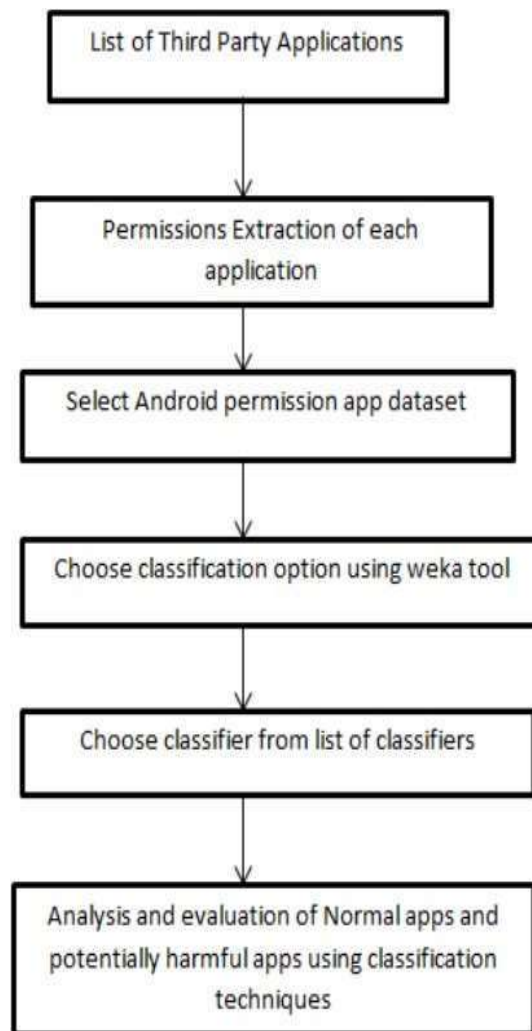 List of Third Party Applications
Permissions Extraction of each
application
Select Android permission app dataset
Choose classification option using weka tool
Choose classifier from list of classifiers
Analysis and evaluation of Normal apps and
potentially harmful apps using classification
techniques